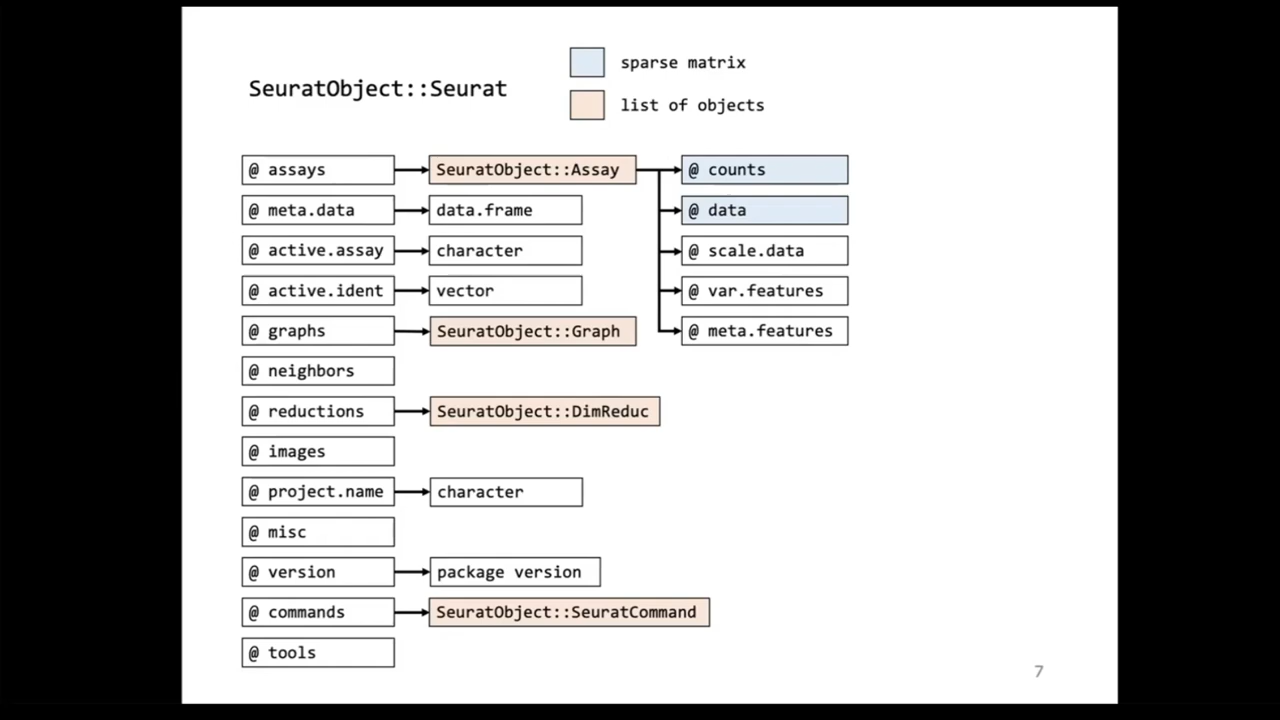 SeuratObject::Seurat
sparse matrix
list of objects
@ assays
SeuratObject::Assay
@ counts
@ meta.data
data.frame
@ data
@ active.assay
character
@ scale.data
@ active.ident
vector
@ var.features
@ graphs
SeuratObject::Graph
@ meta.features
@ neighbors
@ reductions
SeuratObject::DimReduc
@ images
@ project.name
character
@ misc
@ version
package version
@ commands
SeuratObject::SeuratCommand
@ tools
7